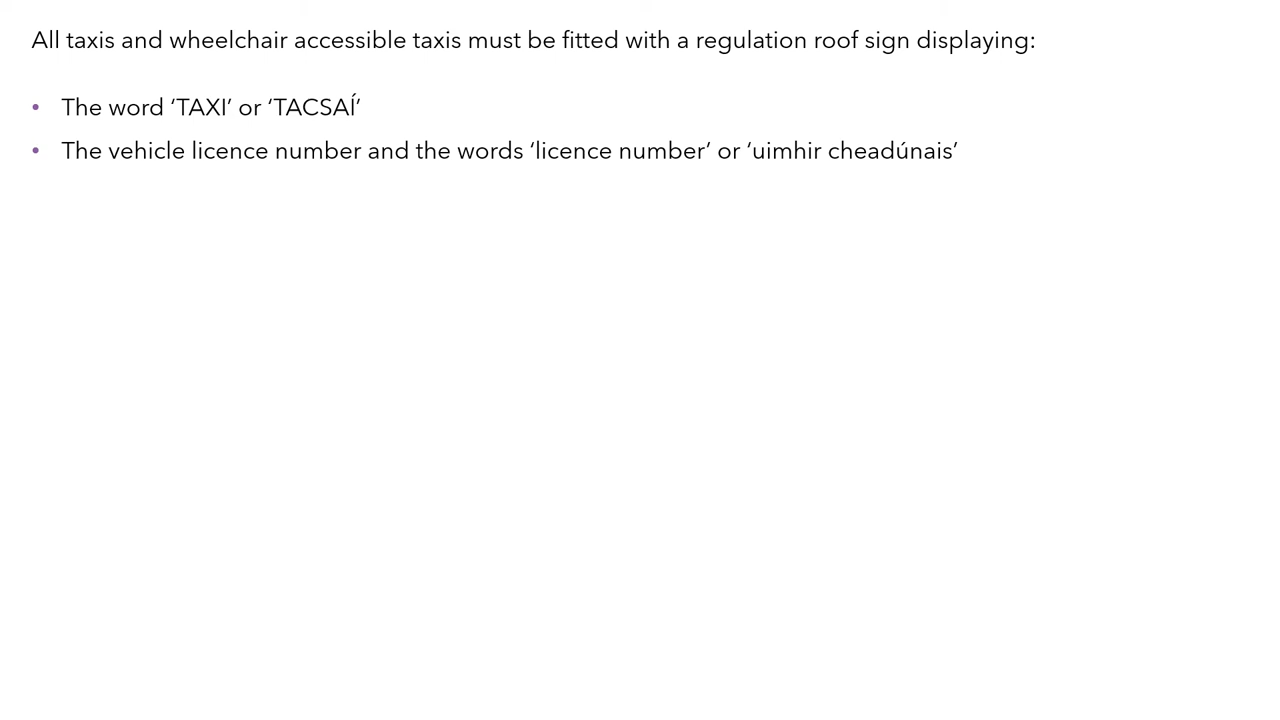 All taxis and wheelchair accessible taxis must be fitted with a regulation roof sign displaying:
• The word ‘TAXI’ or ‘TACSAÍ’
• The vehicle licence number and the words ‘licence number’ or ‘uimhir cheadúnais’